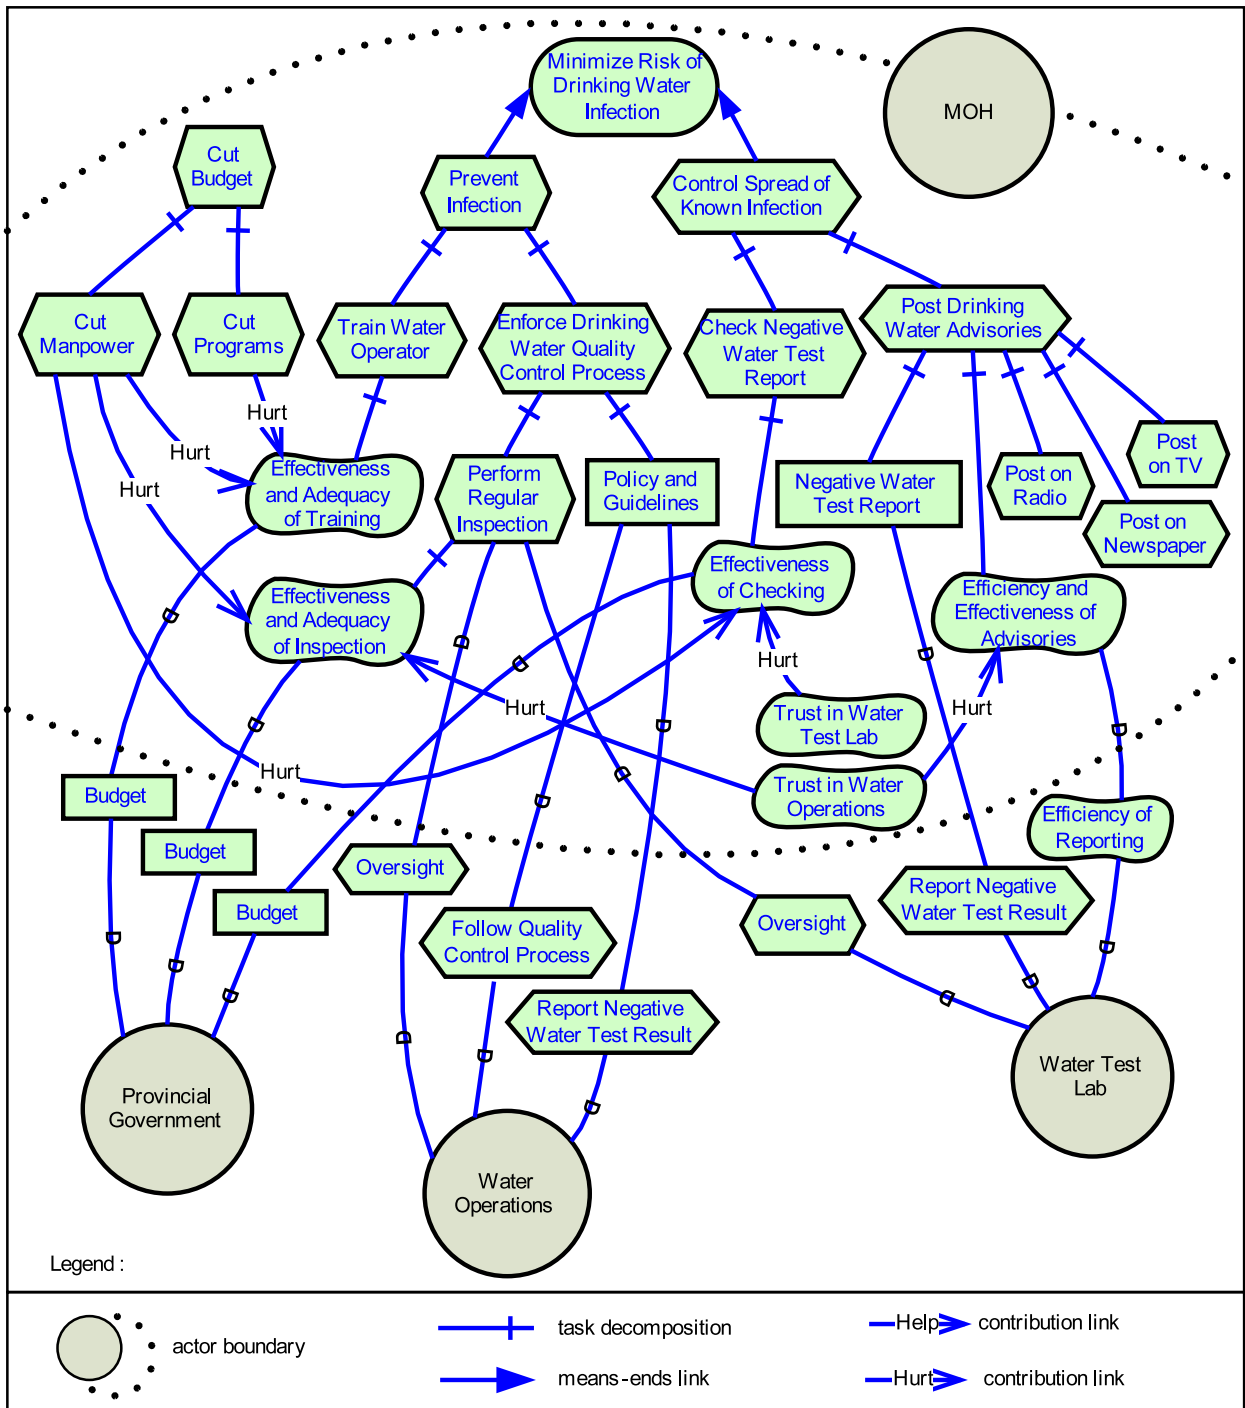 Minimize Risk of
Drinking Water
Infection
MOH
Cut
Budget
Prevent
Infection
Control Spread of
Known Infection
Cut
Manpower
Cut
Programs
Train Water
Operator
Enforce Drinking
Water Quality
Control Process
Check Negative
Water Test
Report
Post Drinking
Water Advisories
Hurt
Hurt
Hurt
Effectiveness
and Adequacy
of Training
Perform
Regular
Inspection
Policy and
Guidelines
Negative Water
Test Report
Post on
Radio
Post
on TV
Post on
Newspaper
Effectiveness
and Adequacy
of Inspection
Effectiveness
of Checking
Efficiency and
Effectiveness of
Advisories
D
D
D
D
D
D
D
D
D
Hurt
Hurt
Hurt
Hurt
Trust in Water
Test Lab
Trust in Water
Operations
Budget
Budget
Budget
Oversight
Follow Quality
Control Process
Report Negative
Water Test Result
Oversight
Report Negative
Water Test Result
Efficiency of
Reporting
D
D
D
D
D
D
D
D
D
Provincial
Government
Water
Operations
Water Test
Lab
Legend :
actor boundary
task decomposition
means-ends link
Help
contribution link
Hurt
contribution link